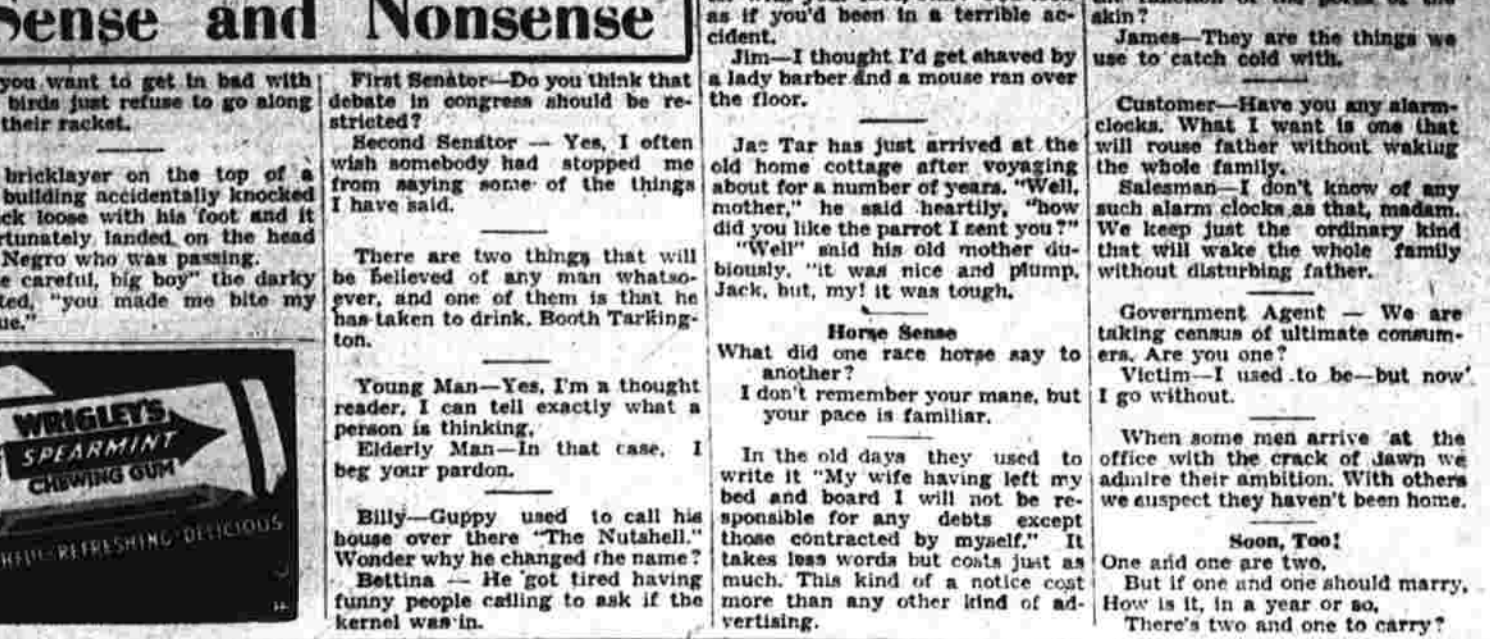 Sense and Nonsense
you want to get in bad with
birds just refuse to go along
their racket.
bricklayer on the top of a
building accidentally knocked
ck loose with his foot and it
rtunately landed on the head
Negro who was passing.
e careful, big boy" the darky
ted, "you made me bite my
ue."
WRIGLEY'S
SPEARMINT
CHEWING GUM
REFRESHING DELICIOUS
First Senator—Do you think that
debate in congress should be re-
stricted?
Second Senator — Yes, I often
wish somebody had stopped me
from saying some of the things
I have said.
There are two things that will
be believed of any man whatso-
ever, and one of them is that he
has taken to drink. Booth Tarking-
ton.
Young Man—Yes, I'm a thought
reader. I can tell exactly what a
person is thinking.
Elderly Man—In that case, I
beg your pardon.
Billy—Guppy used to call his
house over there "The Nutshell."
Wonder why he changed the name?
Bettina — He got tired having
funny people calling to ask if the
kernel was in.
as if you'd been in a terrible ac-
cident.
Jim—I thought I'd get shaved by
a lady barber and a mouse ran over
the floor.
Jac Tar has just arrived at the
old home cottage after voyaging
about for a number of years. "Well,
mother," he said heartily, "how
did you like the parrot I sent you?"
"Well" said his old mother du-
biously, "it was nice and plump,
Jack, but, my! it was tough.
Horse Sense
What did one race horse say to
another?
I don't remember your mane, but
your pace is familiar.
In the old days they used to
write it "My wife having left my
bed and board I will not be re-
sponsible for any debts except
those contracted by myself." It
takes less words but costs just as
much. This kind of a notice cost
more than any other kind of ad-
vertising.
skin?
James—They are the things we
use to catch cold with.
Customer—Have you any alarm-
clocks. What I want is one that
will rouse father without waking
the whole family.
Salesman—I don't know of any
such alarm clocks as that, madam.
We keep just the ordinary kind
that will wake the whole family
without disturbing father.
Government Agent — We are
taking census of ultimate consum-
ers. Are you one?
Victim—I used to be—but now
I go without.
When some men arrive at the
office with the crack of dawn we
admire their ambition. With others
we suspect they haven't been home.
Soon, Too!
One and one are two.
But if one and one should marry,
How is it, in a year or so,
There's two and one to carry?